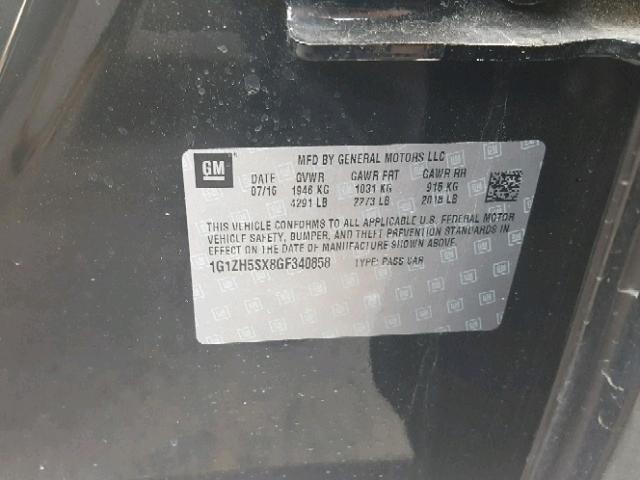 GM
MFD BY GENERAL MOTORS LLC
DATE GVWR GAWR FRT GAWR RR
07/16 1946 KG 1031 KG 915 KG
4291 LB 2273 LB 2018 LB
THIS VEHICLE CONFORMS TO ALL APPLICABLE U.S. FEDERAL MOTOR
VEHICLE SAFETY, BUMPER, AND THEFT PREVENTION STANDARDS IN
EFFECT ON THE DATE OF MANUFACTURE SHOWN ABOVE.
1G1ZH5SX8GF340858 TYPE: PASS CAR